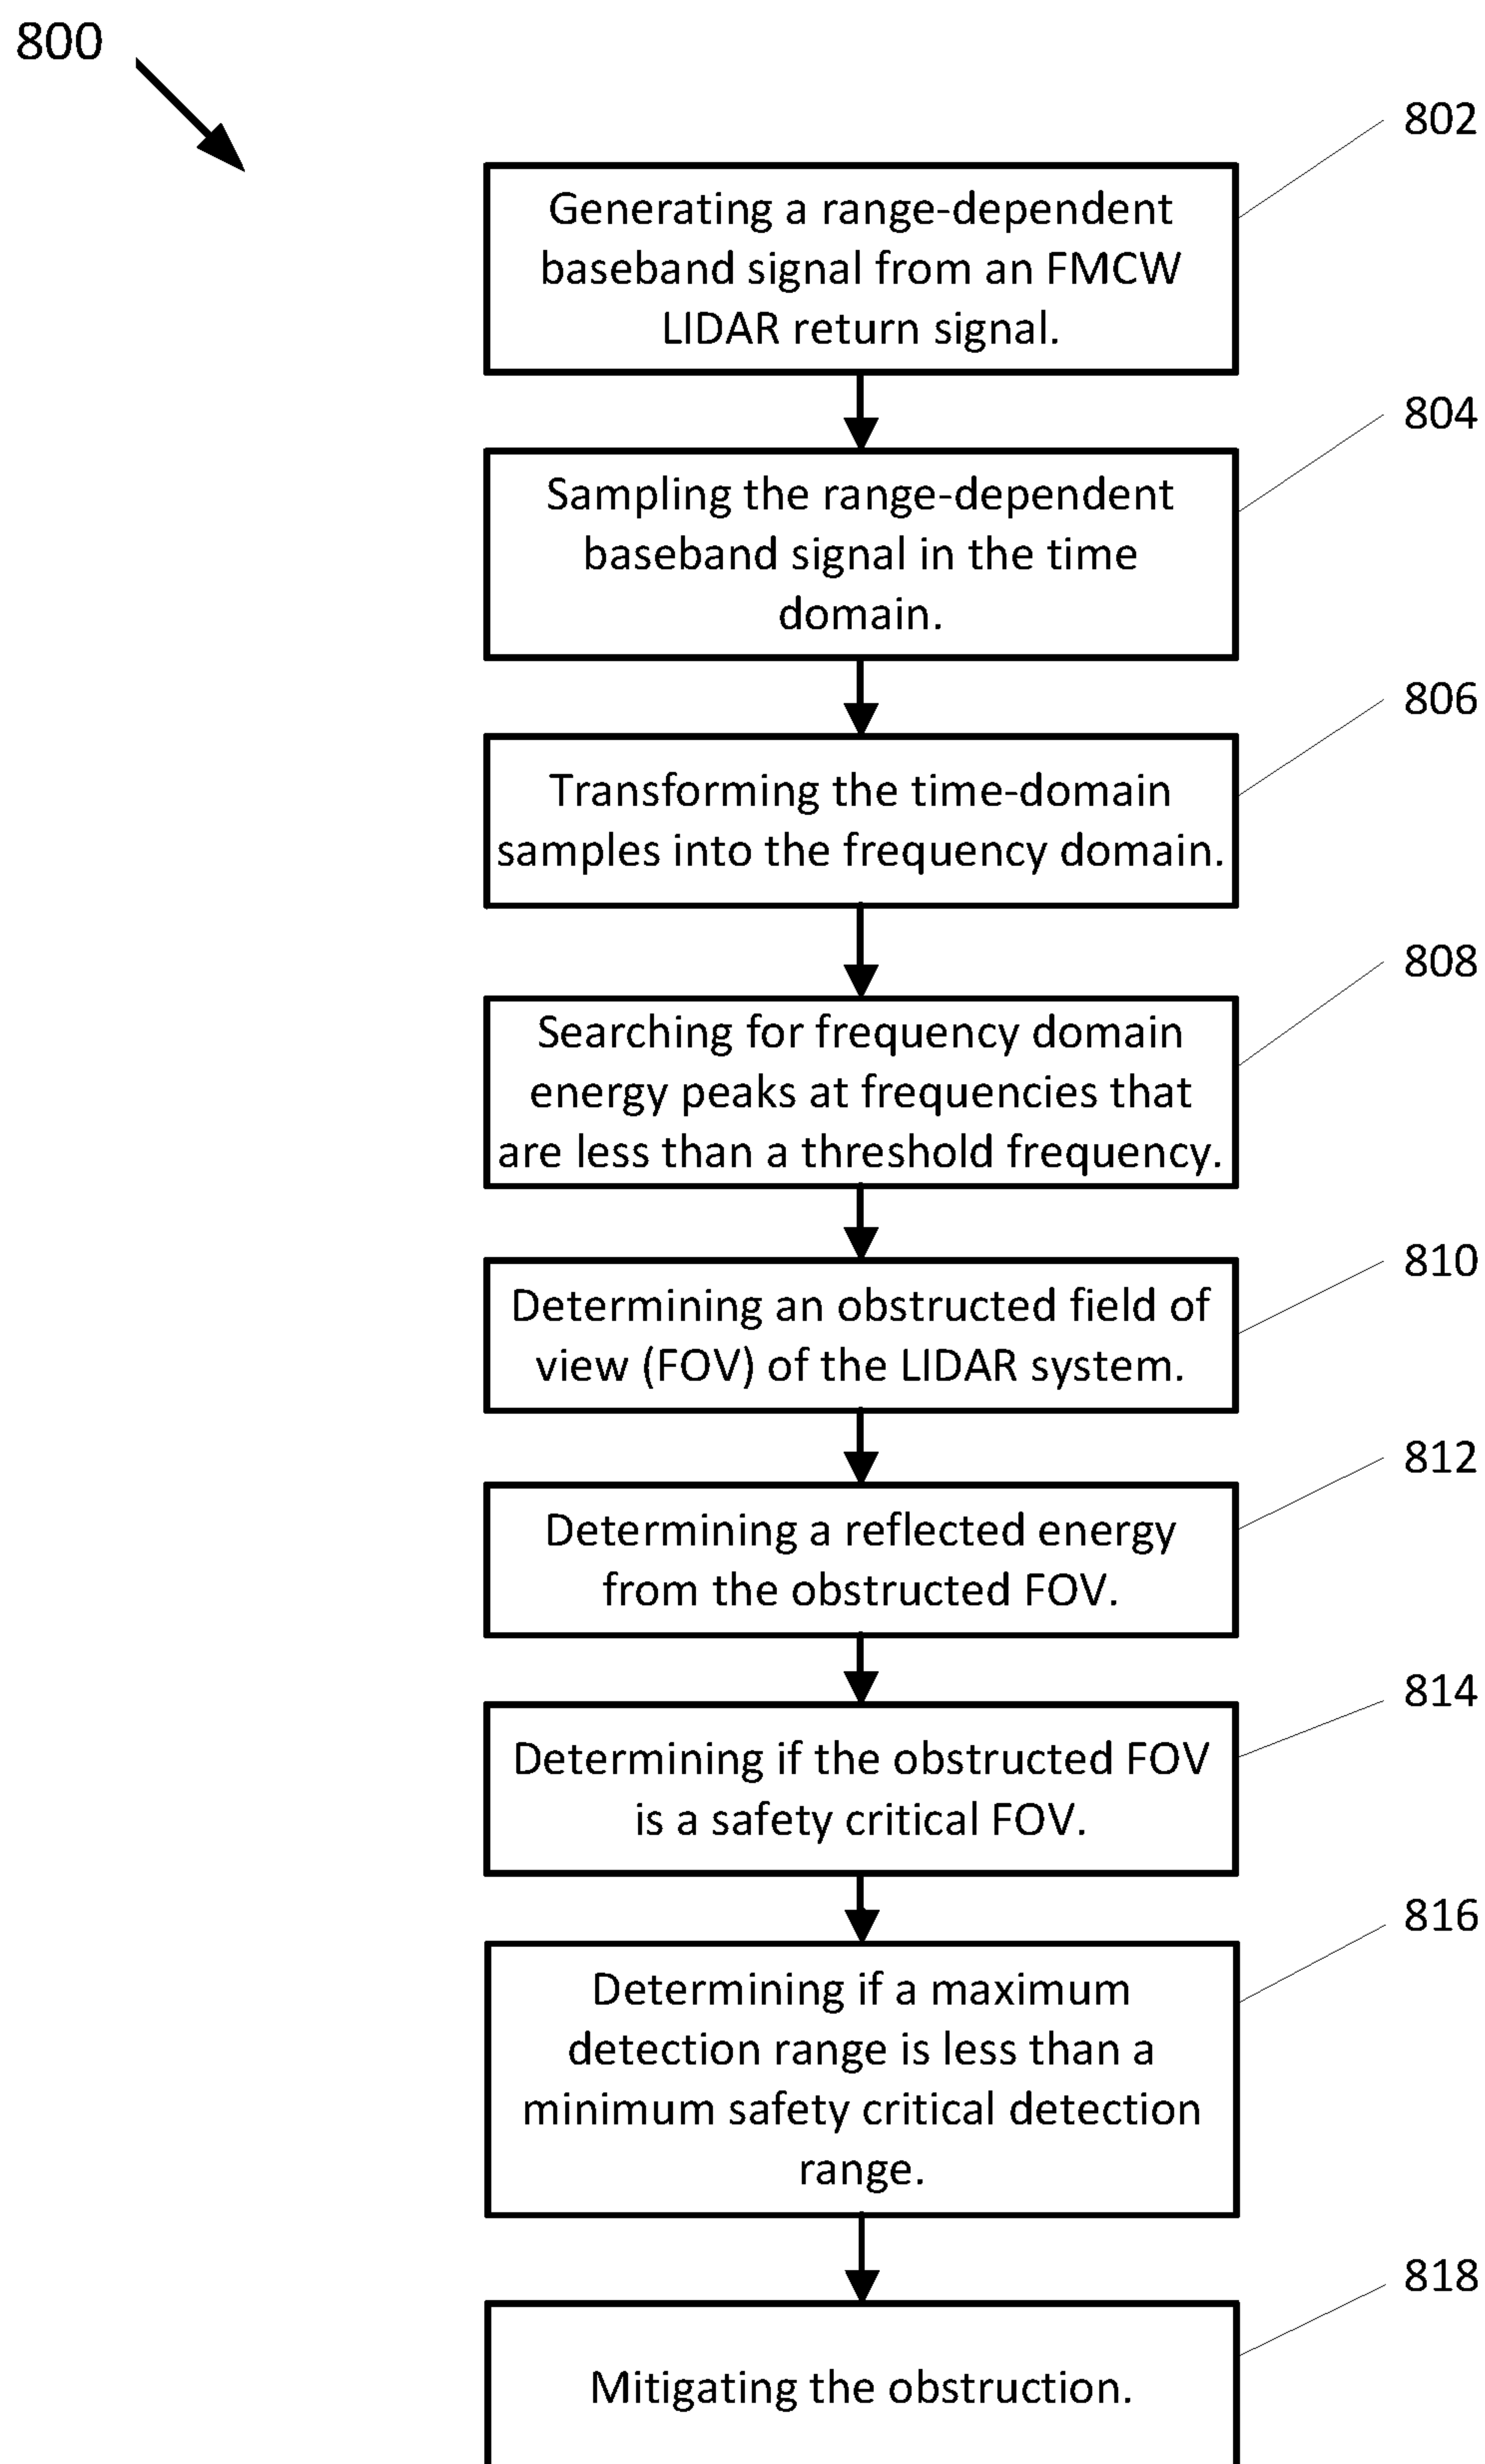 800
802
Generating a range-dependent
baseband signal from an FMCW
LIDAR return signal.
804
Sampling the range-dependent
baseband signal in the time
domain.
806
Transforming the time-domain
samples into the frequency domain.
808
Searching for frequency domain
energy peaks at frequencies that
are less than a threshold frequency.
810
Determining an obstructed field of
view (FOV) of the LIDAR system.
812
Determining a reflected energy
from the obstructed FOV.
814
Determining if the obstructed FOV
is a safety critical FOV.
816
Determining if a maximum
detection range is less than a
minimum safety critical detection
range.
818
Mitigating the obstruction.